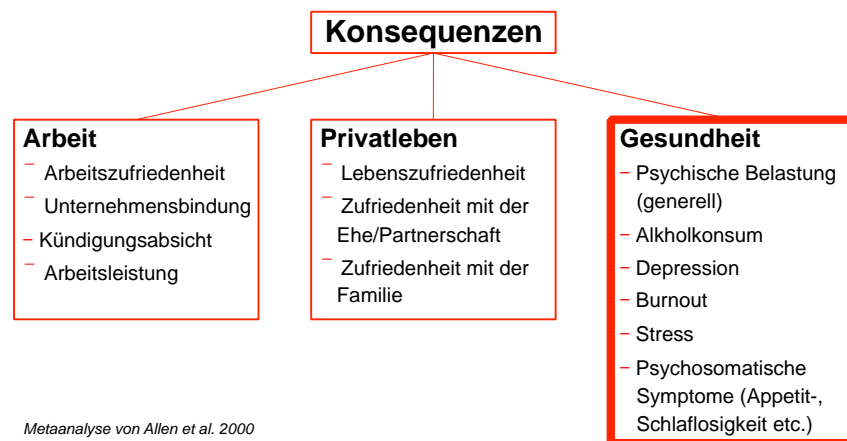 Konsequenzen
Arbeit
¯ Arbeitszufriedenheit
¯ Unternehmensbindung
– Kündigungsabsicht
¯ Arbeitsleistung
Privatleben
¯ Lebenszufriedenheit
¯ Zufriedenheit mit der
Ehe/Partnerschaft
¯ Zufriedenheit mit der
Familie
Gesundheit
– Psychische Belastung
(generell)
– Alkholkonsum
– Depression
– Burnout
– Stress
– Psychosomatische
Symptome (Appetit-,
Schlaflosigkeit etc.)
Metaanalyse von Allen et al. 2000